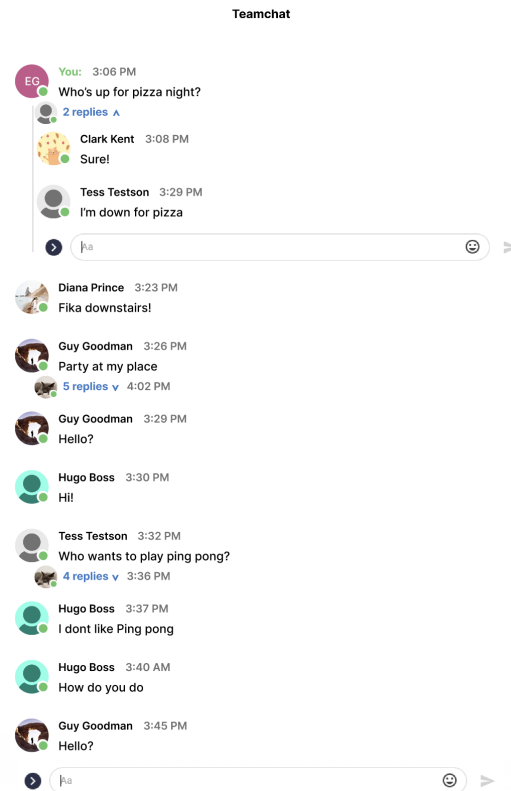 Teamchat
You: 3:06 PM
EG
Who's up for pizza night?
2 replies ʌ
Clark Kent 3:08 PM
Sure!
Tess Testson 3:29 PM
I'm down for pizza
Aa
Diana Prince 3:23 PM
Fika downstairs!
Guy Goodman 3:26 PM
Party at my place
5 replies v 4:02 PM
Guy Goodman 3:29 PM
Hello?
Hugo Boss 3:30 PM
Hi!
Tess Testson 3:32 PM
Who wants to play ping pong?
4 replies v 3:36 PM
Hugo Boss 3:37 PM
I dont like Ping pong
Hugo Boss 3:40 AM
How do you do
Guy Goodman 3:45 PM
Hello?
Aa